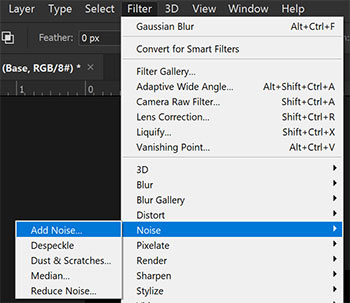 Layer Type Select Filter 3D View Window Help
Feather: 0 px
(Base, RGB/8#) * ×
1 0
Gaussian Blur Alt+Ctrl+F
Convert for Smart Filters
Filter Gallery...
Adaptive Wide Angle... Alt+Shift+Ctrl+A
Camera Raw Filter... Shift+Ctrl+A
Lens Correction... Shift+Ctrl+R
Liquify... Shift+Ctrl+X
Vanishing Point... Alt+Ctrl+V
3D
Blur
Blur Gallery
Distort
Noise
Pixelate
Render
Sharpen
Stylize
Add Noise...
Despeckle
Dust & Scratches...
Median...
Reduce Noise...